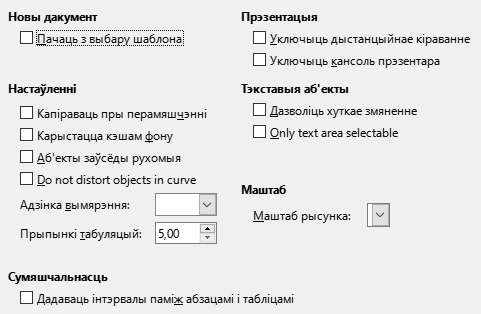 Новы дакумент
Пачаць з выбару шаблона
Прэзентацыя
Уключыць дыстанцыйнае кіраванне
Уключыць кансоль прэзентара
Настаўленні
Капіраваць пры перамяшчэнні
Карыстацца кэшам фону
Аб'екты заўсёды рухомыя
Do not distort objects in curve
Адзінка вымярэння:
Прыпынкі табуляцый: 5,00
Тэкставыя аб'екты
Дазволіць хуткае змяненне
Only text area selectable
Маштаб
Маштаб рысунка:
Сумяшчальнасць
Дадаваць інтэрвалы паміж абзацамі і табліцамі